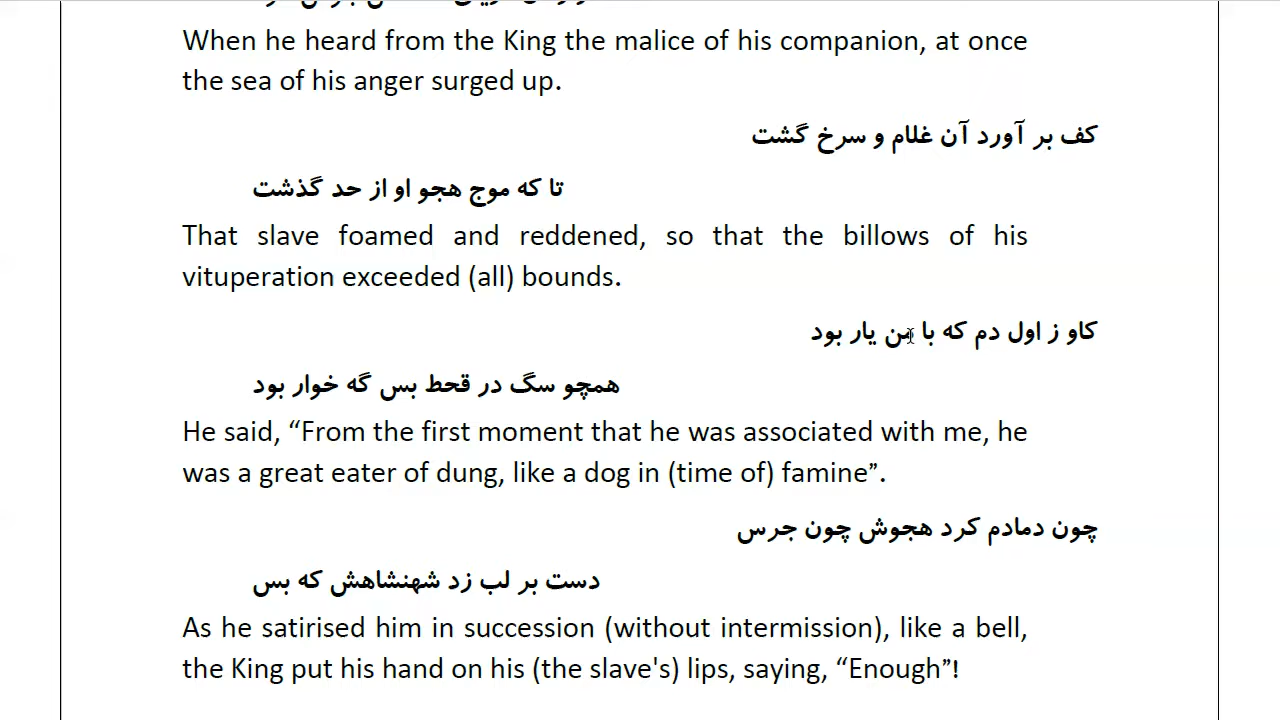 When he heard from the King the malice of his companion, at once
the sea of his anger surged up.
کف بر آورد آن غلام و سرخ گشت
تا که موج هجو او از حد گذشت
That slave foamed and reddened, so that the billows of his
vituperation exceeded (all) bounds.
کاو ز اول دم که با من یار بود
همچو سگ در قحط بس گه خوار بود
He said, “From the first moment that he was associated with me, he
was a great eater of dung, like a dog in (time of) famine”.
چون دمادم کرد هجوش چون جرس
دست بر لب زد شهنشاهش که بس
As he satirised him in succession (without intermission), like a bell,
the King put his hand on his (the slave's) lips, saying, “Enough”!